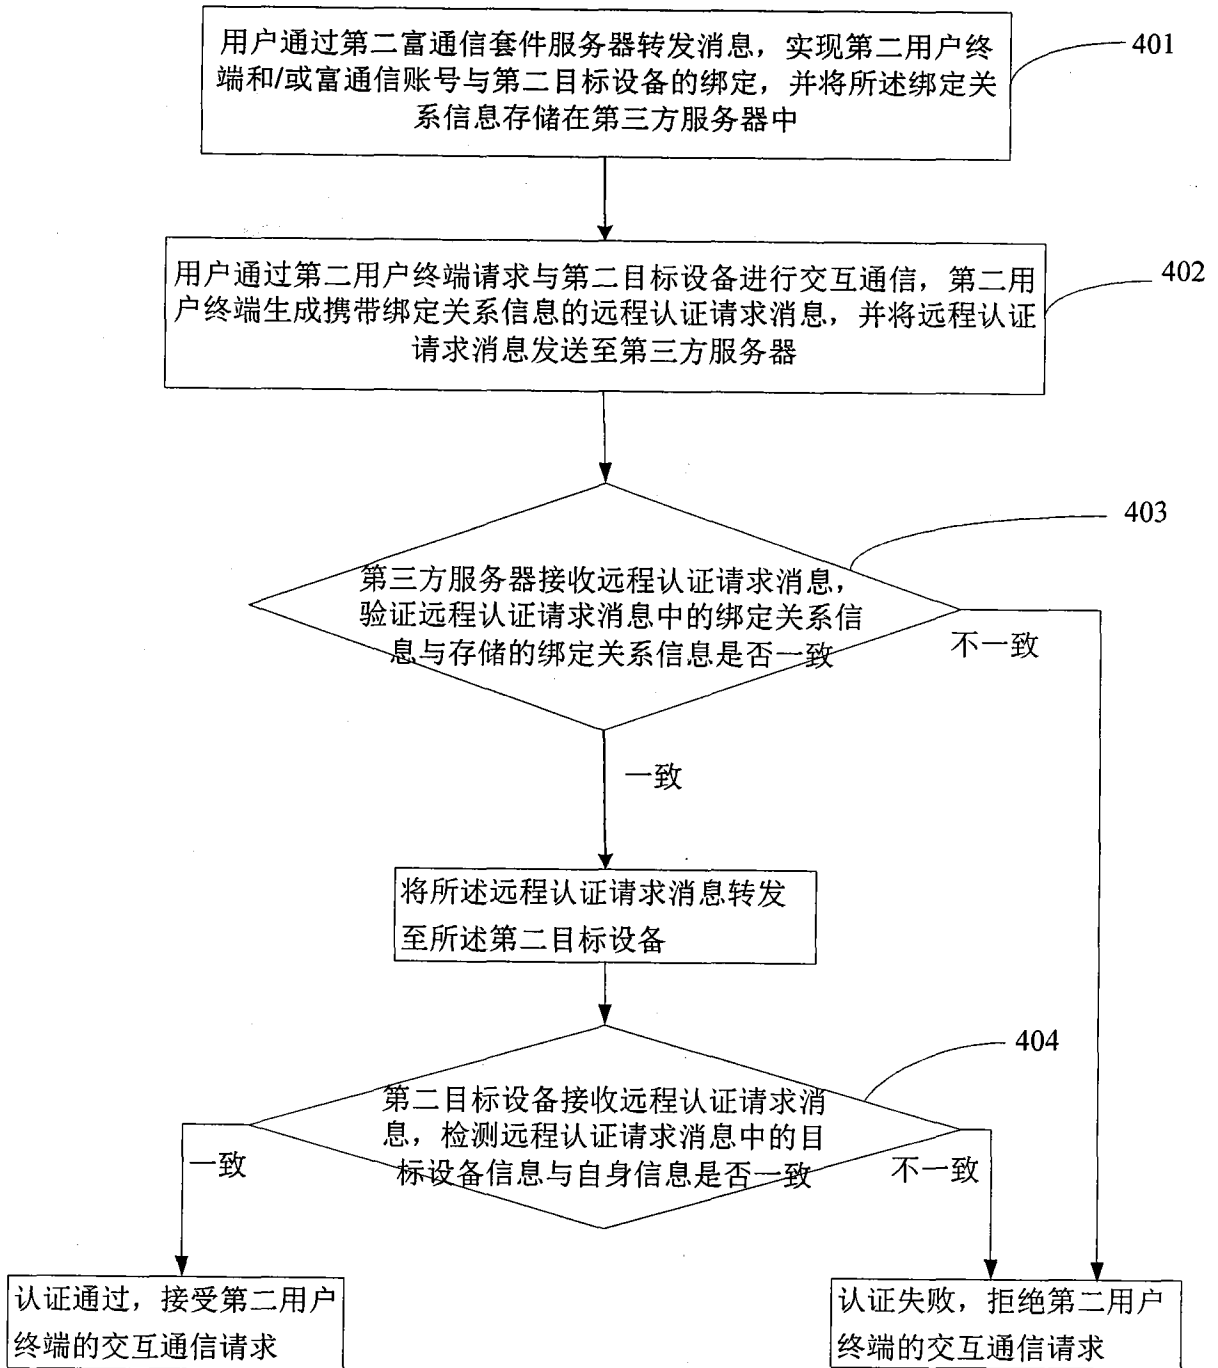 用户通过第二富通信套件服务器转发消息，实现第二用户终
端和/或富通信账号与第二目标设备的绑定，并将所述绑定关
系信息存储在第三方服务器中
401
用户通过第二用户终端请求与第二目标设备进行交互通信，第二用
户终端生成携带绑定关系信息的远程认证请求消息，并将远程认证
请求消息发送至第三方服务器
402
403
第三方服务器接收远程认证请求消息，
验证远程认证请求消息中的绑定关系信
息与存储的绑定关系信息是否一致
不一致
一致
将所述远程认证请求消息转发
至所述第二目标设备
404
第二目标设备接收远程认证请求消
息，检测远程认证请求消息中的目
标设备信息与自身信息是否一致
一致
不一致
认证通过，接受第二用户
终端的交互通信请求
认证失败，拒绝第二用户
终端的交互通信请求